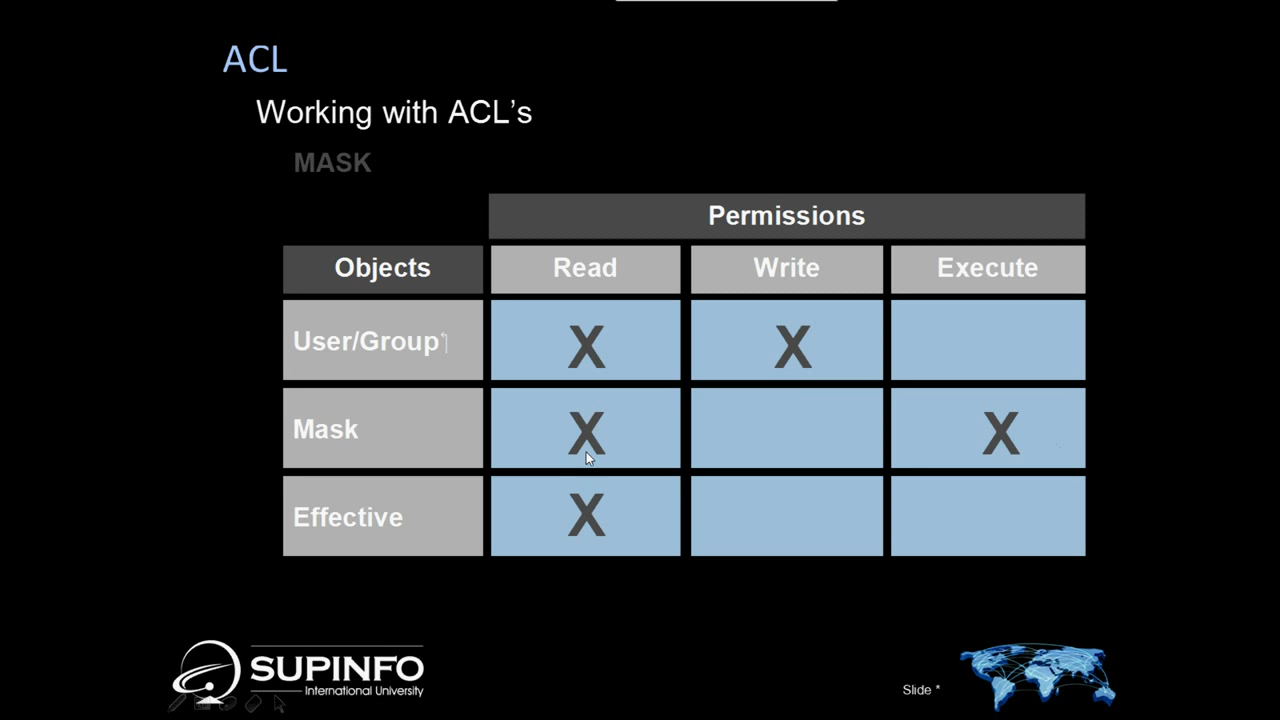 ACL
Working with ACL’s
MASK
Permissions
Objects Read Write Execute
User/Group
X X
Mask X X
Effective X
SUPINFO
International University
Slide *